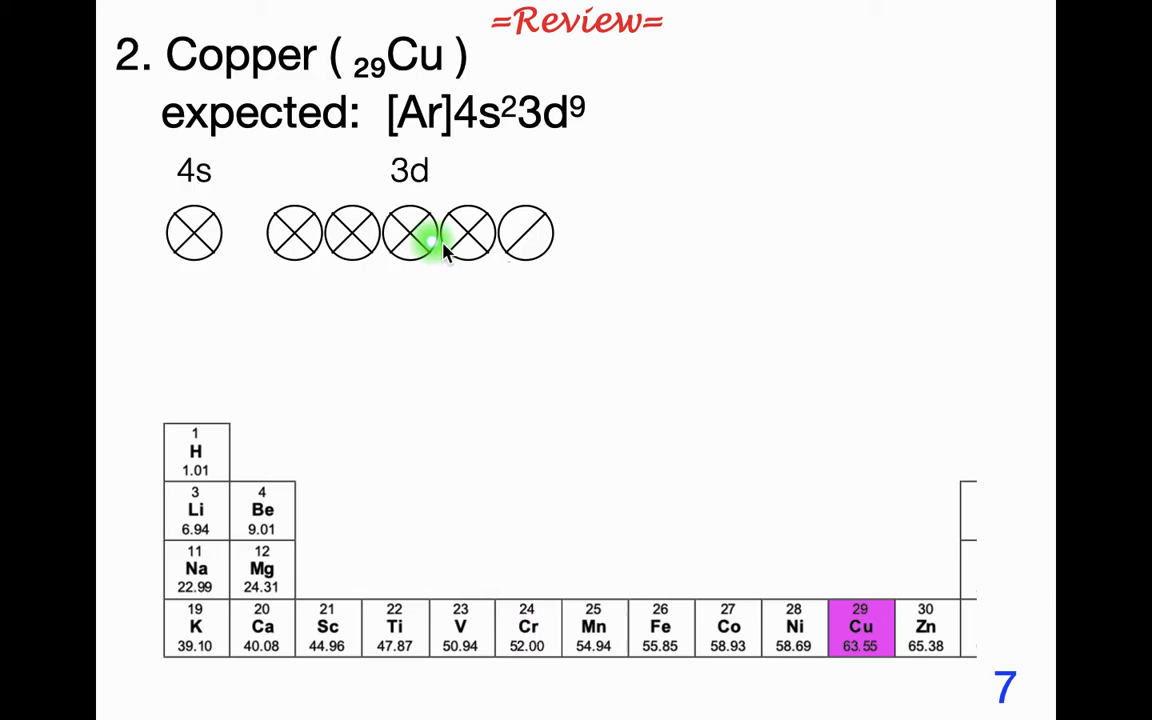 =Review=
2. Copper ( ₂₉Cu )
expected: [Ar]4s²3d⁹
4s 3d
1
H
1.01
3 4
Li Be
6.94 9.01
11 12
Na Mg
22.99 24.31
19 20 21 22 23 24 25 26 27 28 29 30
K Ca Sc Ti V Cr Mn Fe Co Ni Cu Zn
39.10 40.08 44.96 47.87 50.94 52.00 54.94 55.85 58.93 58.69 63.55 65.38
7